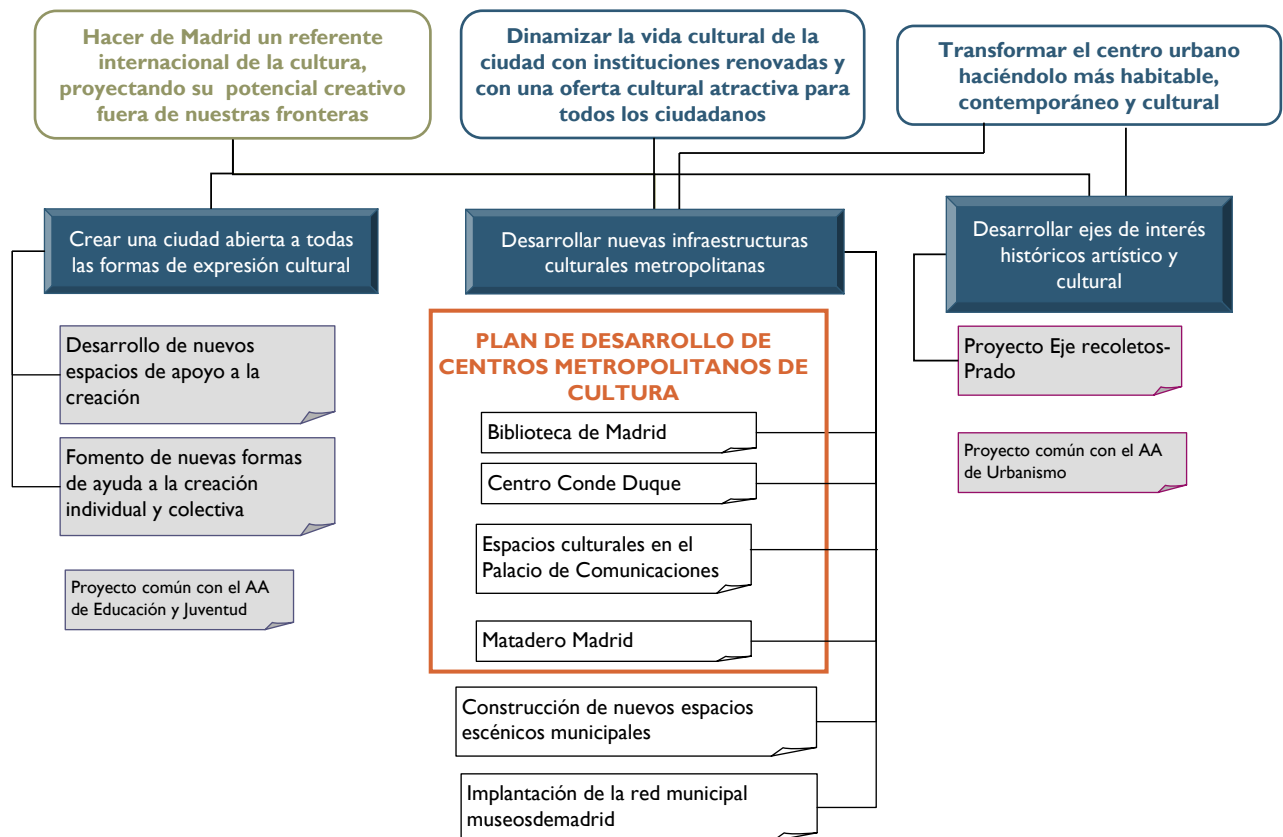 Hacer de Madrid un referente
internacional de la cultura,
proyectando su potencial creativo
fuera de nuestras fronteras
Dinamizar la vida cultural de la
ciudad con instituciones renovadas y
con una oferta cultural atractiva para
todos los ciudadanos
Transformar el centro urbano
haciéndolo más habitable,
contemporáneo y cultural
Crear una ciudad abierta a todas
las formas de expresión cultural
Desarrollar nuevas infraestructuras
culturales metropolitanas
Desarrollar ejes de interés
históricos artístico y
cultural
Desarrollo de nuevos
espacios de apoyo a la
creación
Fomento de nuevas formas
de ayuda a la creación
individual y colectiva
Proyecto común con el AA
de Educación y Juventud
PLAN DE DESARROLLO DE
CENTROS METROPOLITANOS DE
CULTURA
Biblioteca de Madrid
Centro Conde Duque
Espacios culturales en el
Palacio de Comunicaciones
Matadero Madrid
Construcción de nuevos espacios
escénicos municipales
Implantación de la red municipal
museosdemadrid
Proyecto Eje recoletos-
Prado
Proyecto común con el AA
de Urbanismo